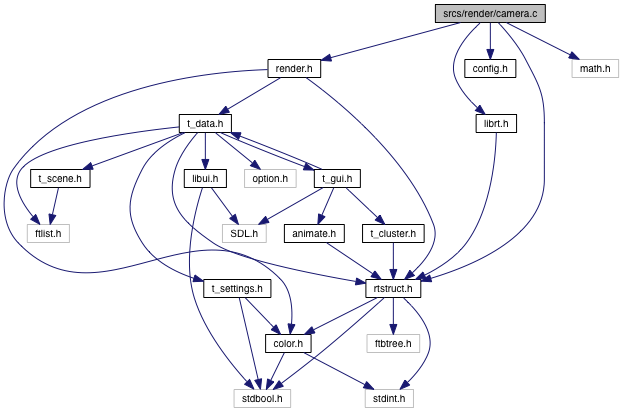 srcs/render/camera.c
render.h
config.h
math.h
t_data.h
librt.h
t_scene.h
libui.h
option.h
t_gui.h
ftlist.h
SDL.h
animate.h
t_cluster.h
t_settings.h
rtstruct.h
color.h
ftbtree.h
stdbool.h
stdint.h